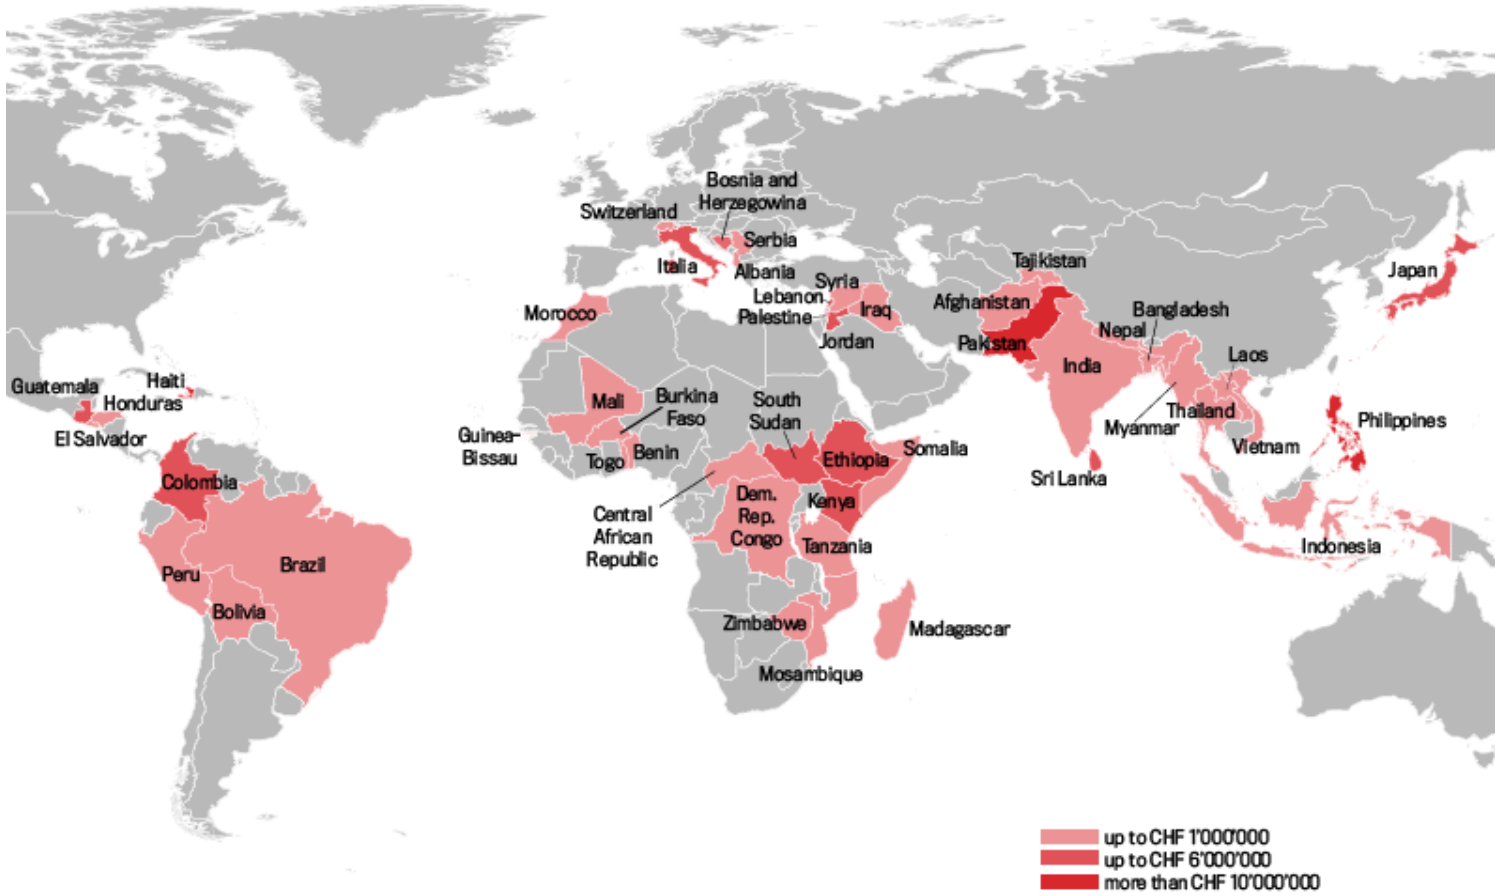 Bosnia and
Herzegowina
Switzerland
Serbia
Italia
Albania
Tajikistan
Syria
Lebanon
Afghanistan
Iraq
Palestine
Morocco
Japan
Bangladesh
Nepal
Pakistan
Jordan
Laos
India
Haiti
Guatemala
Honduras
Mali
Burkina
Faso
South
Sudan
Thailand
Philippines
Myanmar
El Salvador
Guinea-
Bissau
Vietnam
Benin
Togo
Somalia
Ethiopia
Sri Lanka
Colombia
Dem.
Rep.
Congo
Kenya
Central
African
Republic
Tanzania
Indonesia
Brazil
Peru
Bolivia
Zimbabwe
Madagascar
Mosambique
up to CHF 1'000'000
up to CHF 6'000'000
more than CHF 10'000'000